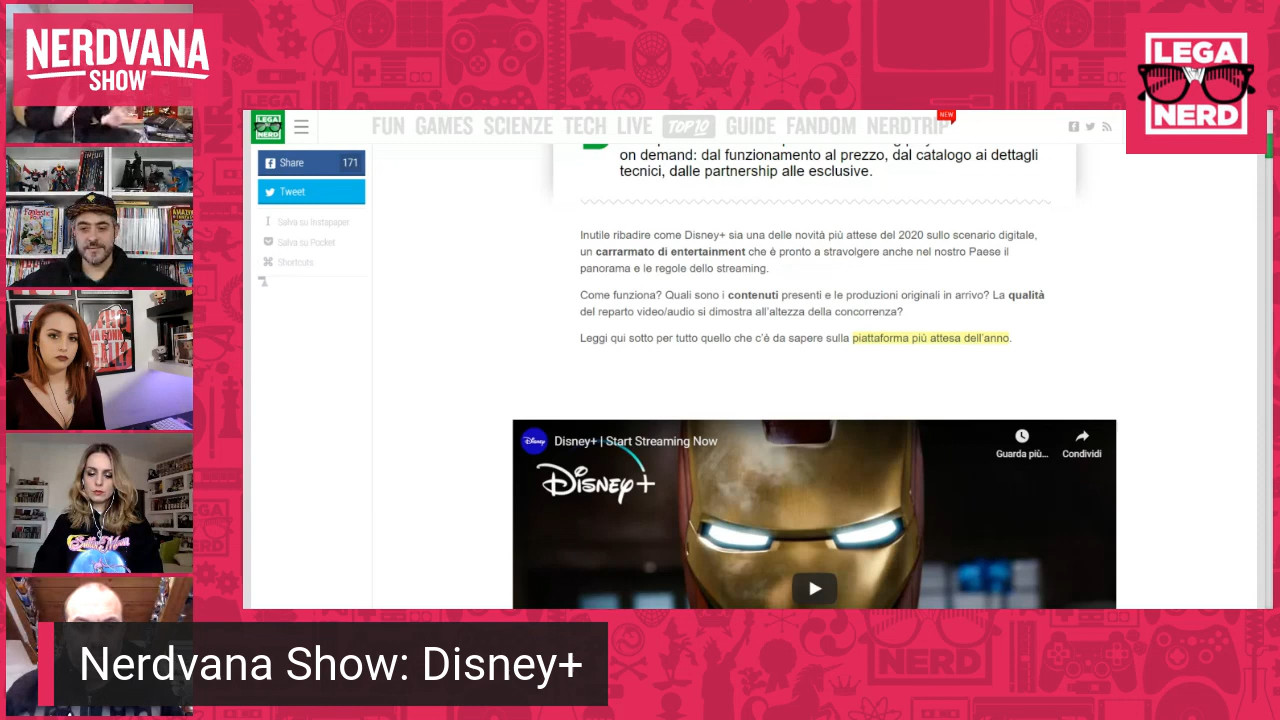 NERDVANA
SHOW
LEGA
NERD
LEGA
NERD
FUN GAMES SCIENZE TECH LIVE TOP10 GUIDE FANDOM NERDTRIP
NEW
Share 171
Tweet
Salva su Instapaper
Salva su Pocket
Shortcuts
on demand: dal funzionamento al prezzo, dal catalogo ai dettagli
tecnici, dalle partnership alle esclusive.
Inutile ribadire come Disney+ sia una delle novità più attese del 2020 sullo scenario digitale,
un carrarmato di entertainment che è pronto a stravolgere anche nel nostro Paese il
panorama e le regole dello streaming.
Come funziona? Quali sono i contenuti presenti e le produzioni originali in arrivo? La qualità
del reparto video/audio si dimostra all'altezza della concorrenza?
Leggi qui sotto per tutto quello che c'è da sapere sulla piattaforma più attesa dell'anno.
Disney+ | Start Streaming Now
Guarda più...
Condividi
Disney+
Fantastic
Sailor Moon
NERD
Nerdvana Show: Disney+